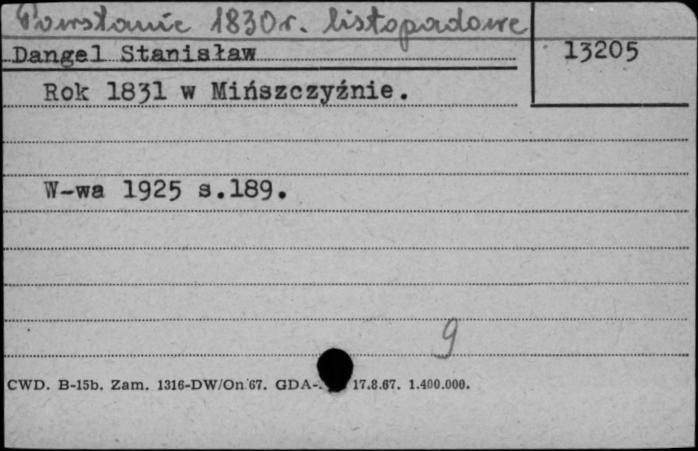 Powstanie 1830 r. listopadowe
Dangel Stanisław
13205
Rok 1831 w Mińszczyźnie.
W-wa 1925 s.189.
9
CWD. B-15b. Zam. 1316-DW/On 67. GDA- 17.8.67. 1.400.000.